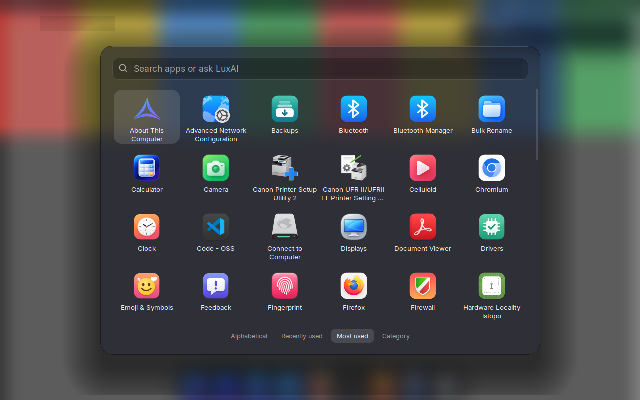 Search apps or ask LuxAI
About This Computer
Advanced Network Configuration
Backups
Bluetooth
Bluetooth Manager
Bulk Rename
Calculator
Camera
Canon Printer Setup Utility 2
Canon UFR II/UFRII LT Printer Setting ...
Celluloid
Chromium
Clock
Code - OSS
Connect to Computer
Displays
Document Viewer
Drivers
Emoji & Symbols
Feedback
Fingerprint
Firefox
Firewall
Hardware Locality lstopo
Alphabetical
Recently used
Most used
Category